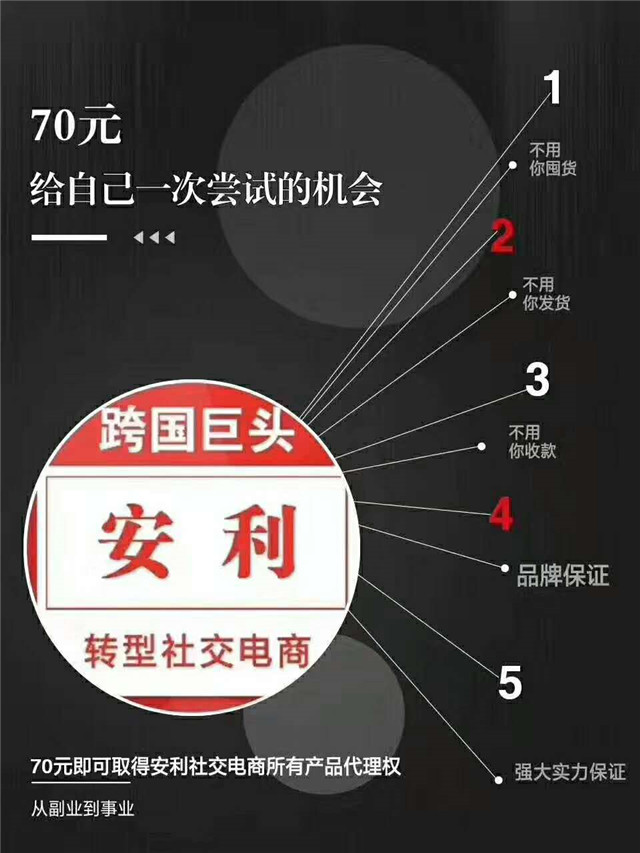 70元
给自己一次尝试的机会
1
不用
你囤货
2
不用
你发货
3
不用
你收款
4
品牌保证
5
强大实力保证
跨国巨头
安利
转型社交电商
70元即可取得安利社交电商所有产品代理权
从副业到事业